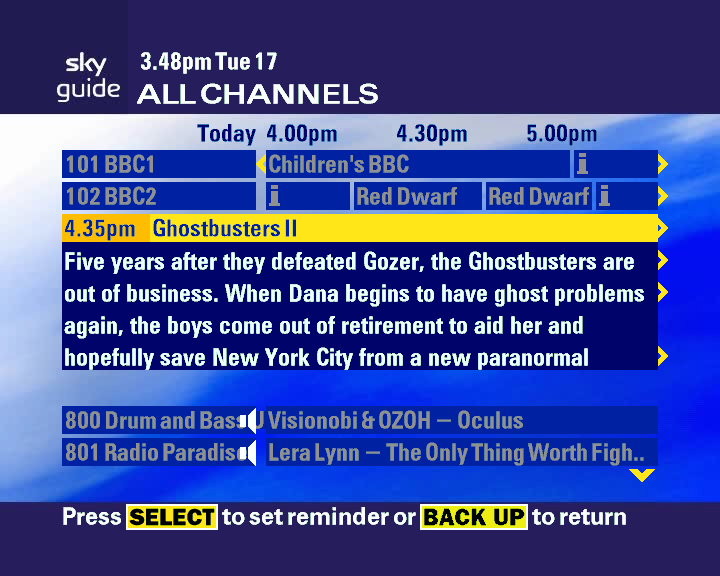 sky
guide
3.48pm Tue 17
ALL CHANNELS
Today 4.00pm 4.30pm 5.00pm
101 BBC1 Children's BBC i
102 BBC2 i Red Dwarf Red Dwarf i
4.35pm Ghostbusters II
Five years after they defeated Gozer, the Ghostbusters are
out of business. When Dana begins to have ghost problems
again, the boys come out of retirement to aid her and
hopefully save New York City from a new paranormal
800 Drum and Bass U Visionobi & OZOH – Oculus
801 Radio Paradis Lera Lynn – The Only Thing Worth Figh..
Press SELECT to set reminder or BACK UP to return